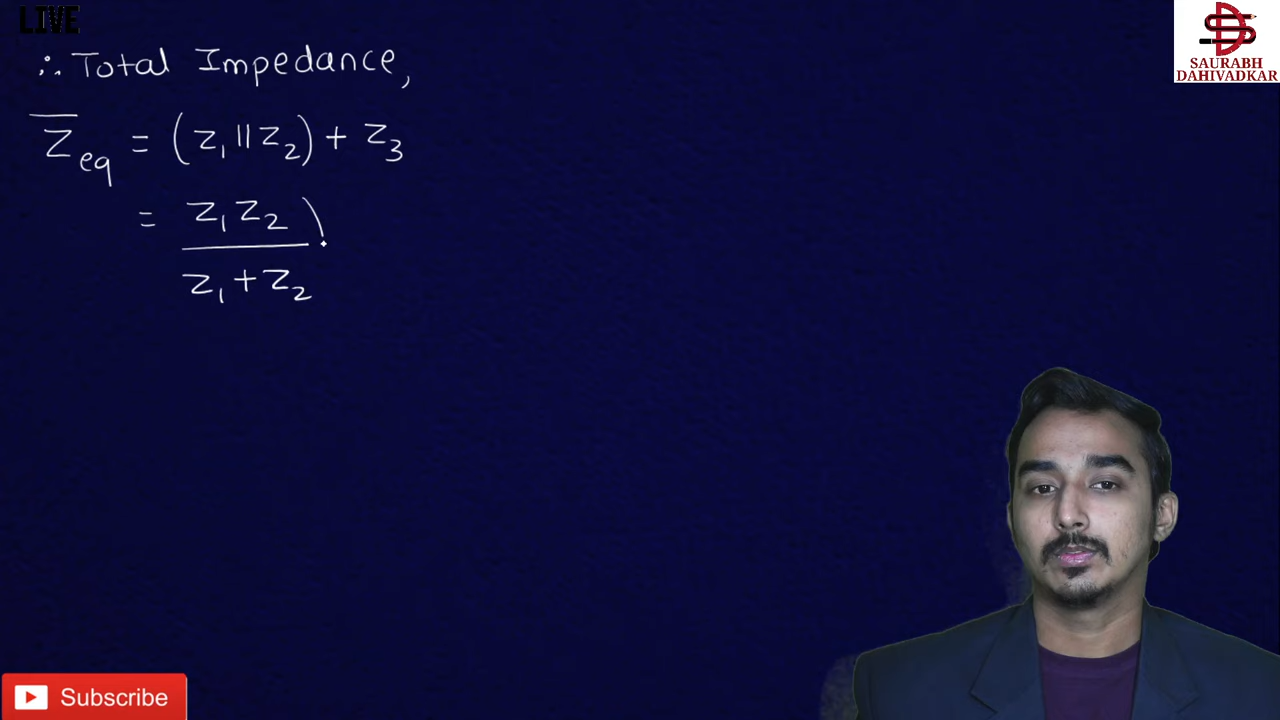 LIVE
SAURABH
DAHIVADKAR
∴ Total Impedance,
Z̅eq = (Z₁ || Z₂) + Z₃
= Z₁ Z₂ )
Z₁ + Z₂
Subscribe